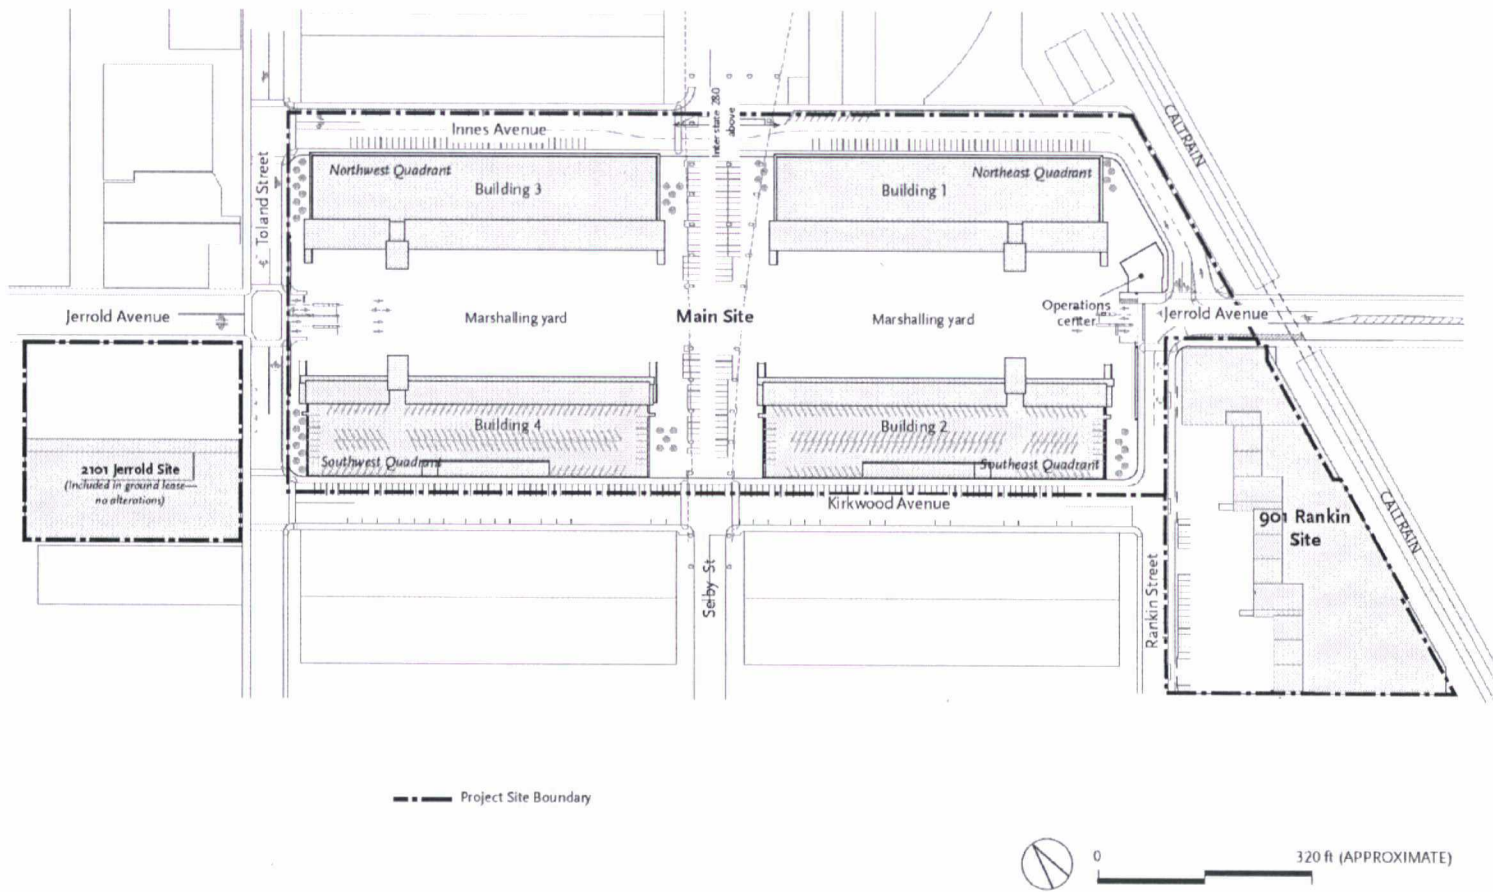 CALTRAIN
Interstate 280
above
Innes Avenue
Toland Street
Northwest Quadrant
Building 3
Northeast Quadrant
Building 1
Jerrold Avenue
Marshalling yard
Main Site
Marshalling yard
Operations
center
Jerrold Avenue
Building 4
Southwest Quadrant
Building 2
Southeast Quadrant
2101 Jerrold Site
(Included in ground lease—
no alterations)
Kirkwood Avenue
901 Rankin
Site
CALTRAIN
Selby St
Rankin Street
Project Site Boundary
0
320 ft (APPROXIMATE)